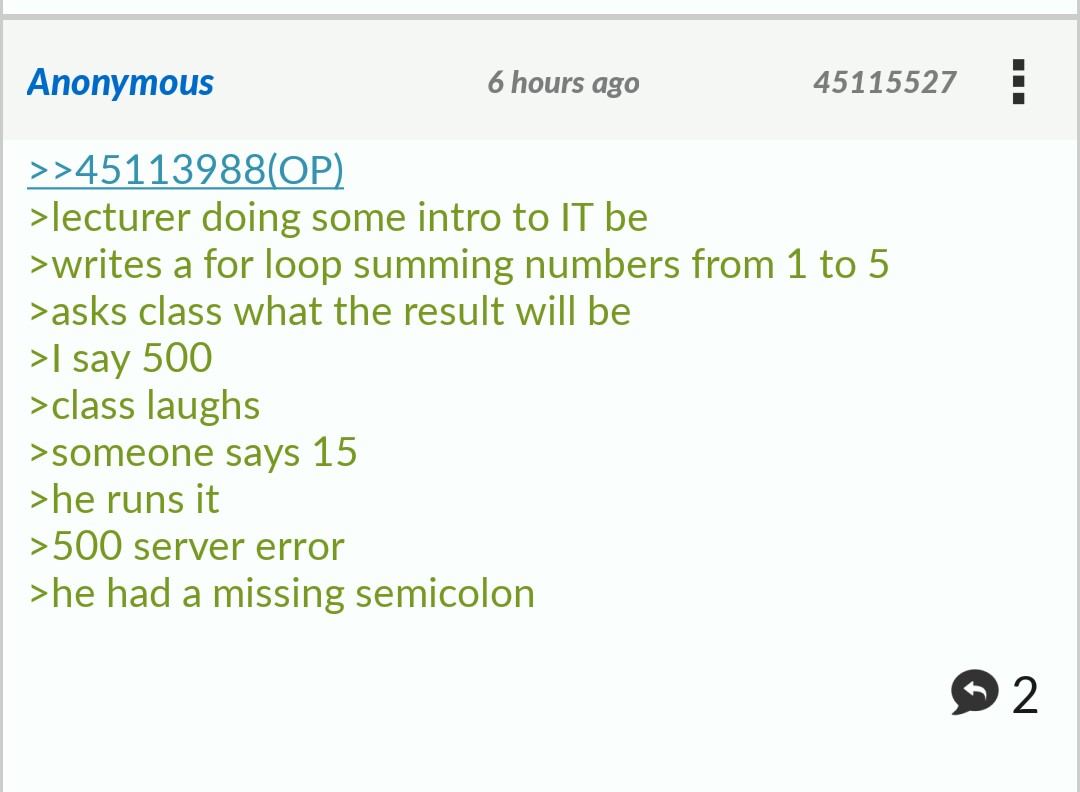 Anonymous 6 hours ago 45115527
>>45113988(OP)
>lecturer doing some intro to IT be
>writes a for loop summing numbers from 1 to 5
>asks class what the result will be
>I say 500
>class laughs
>someone says 15
>he runs it
>500 server error
>he had a missing semicolon
2